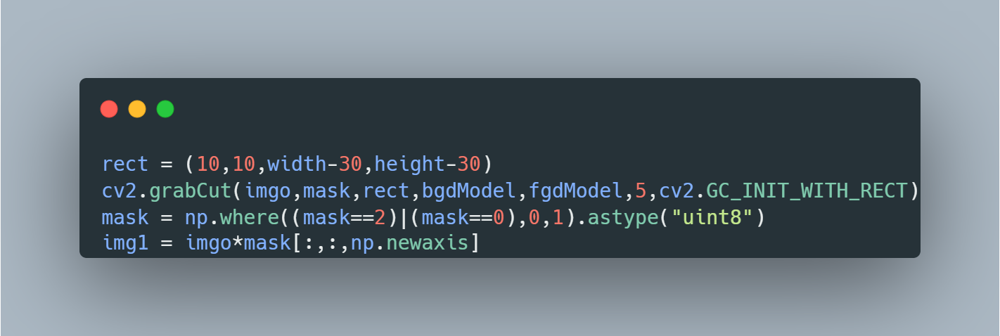 rect = (10,10,width-30,height-30)
cv2.grabCut(imgo,mask,rect,bgdModel,fgdModel,5,cv2.GC_INIT_WITH_RECT)
mask = np.where((mask==2)|(mask==0),0,1).astype("uint8")
img1 = imgo*mask[:,:,np.newaxis]